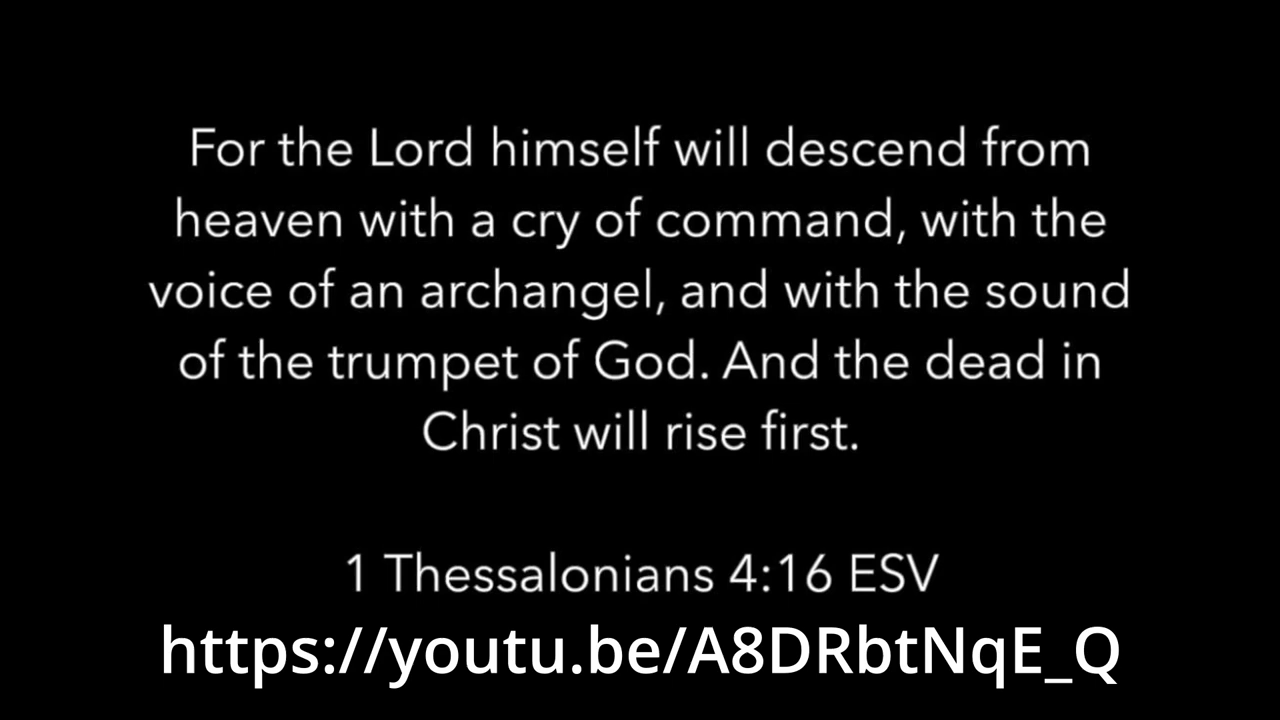 For the Lord himself will descend from
heaven with a cry of command, with the
voice of an archangel, and with the sound
of the trumpet of God. And the dead in
Christ will rise first.
1 Thessalonians 4:16 ESV
https://youtu.be/A8DRbtNqE_Q